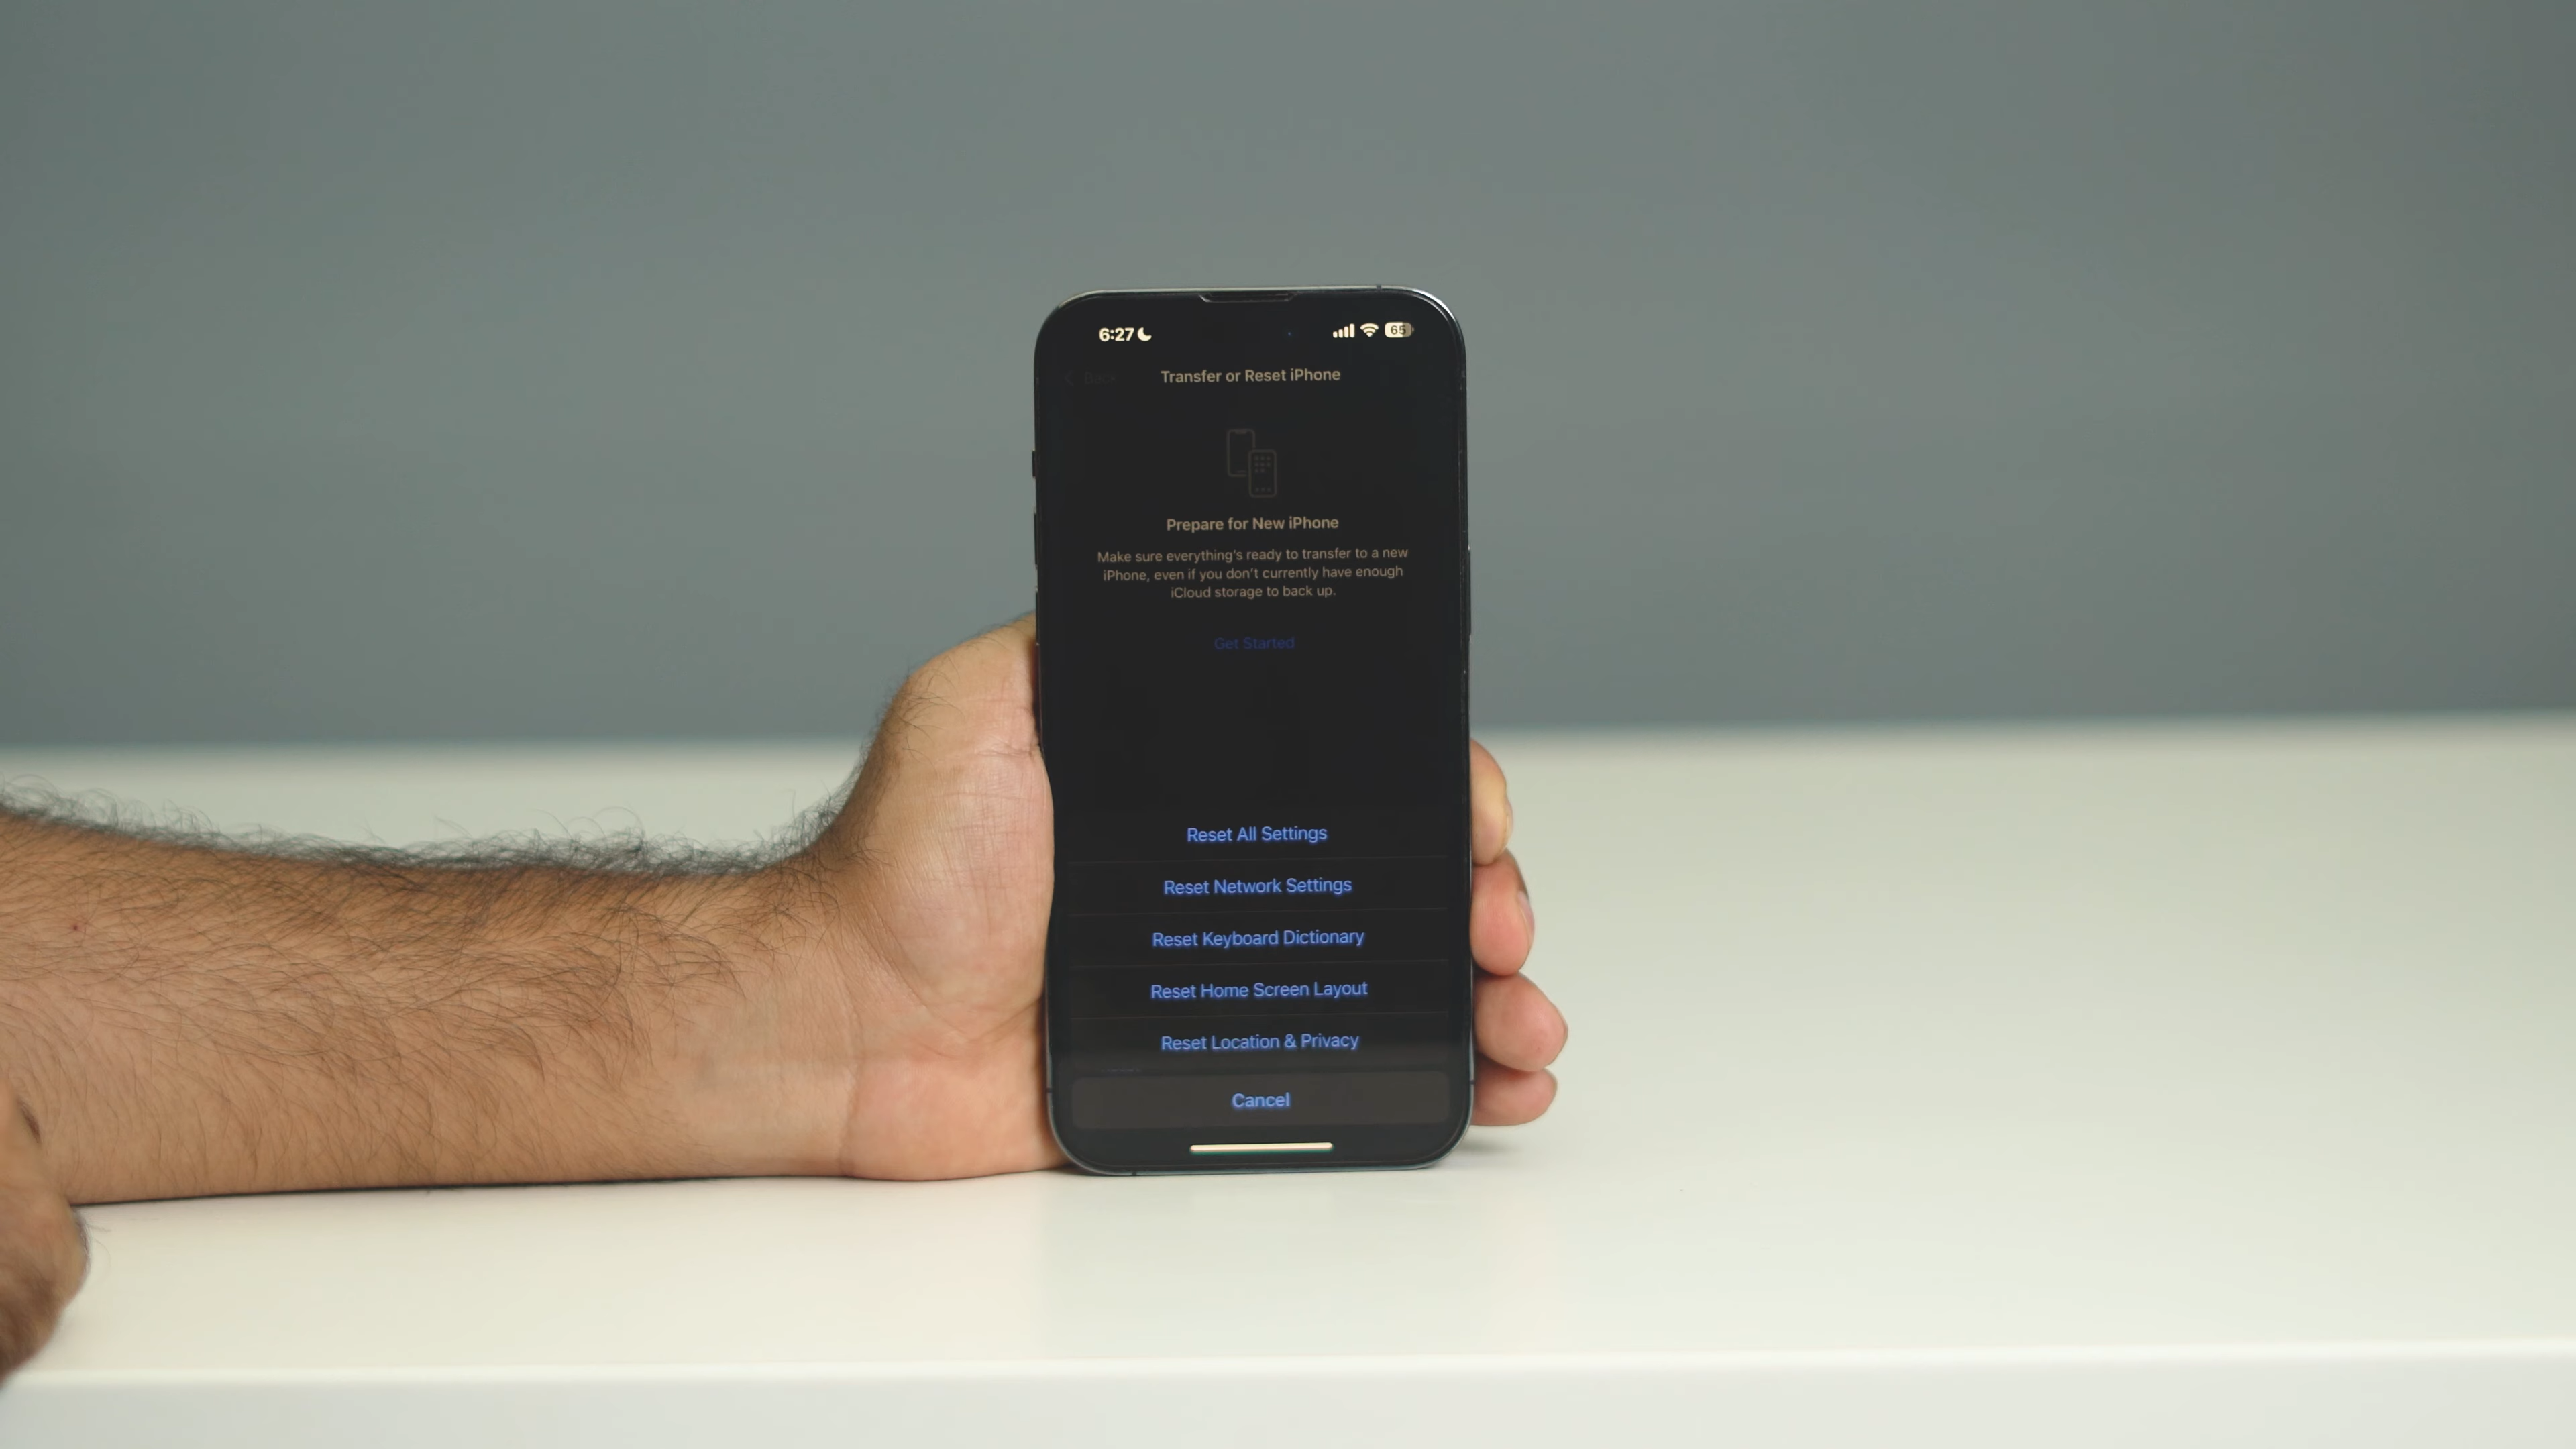 6:27
65
Back
Transfer or Reset iPhone
Prepare for New iPhone
Make sure everything's ready to transfer to a new
iPhone, even if you don't currently have enough
iCloud storage to back up.
Get Started
Reset All Settings
Reset Network Settings
Reset Keyboard Dictionary
Reset Home Screen Layout
Reset Location & Privacy
Cancel